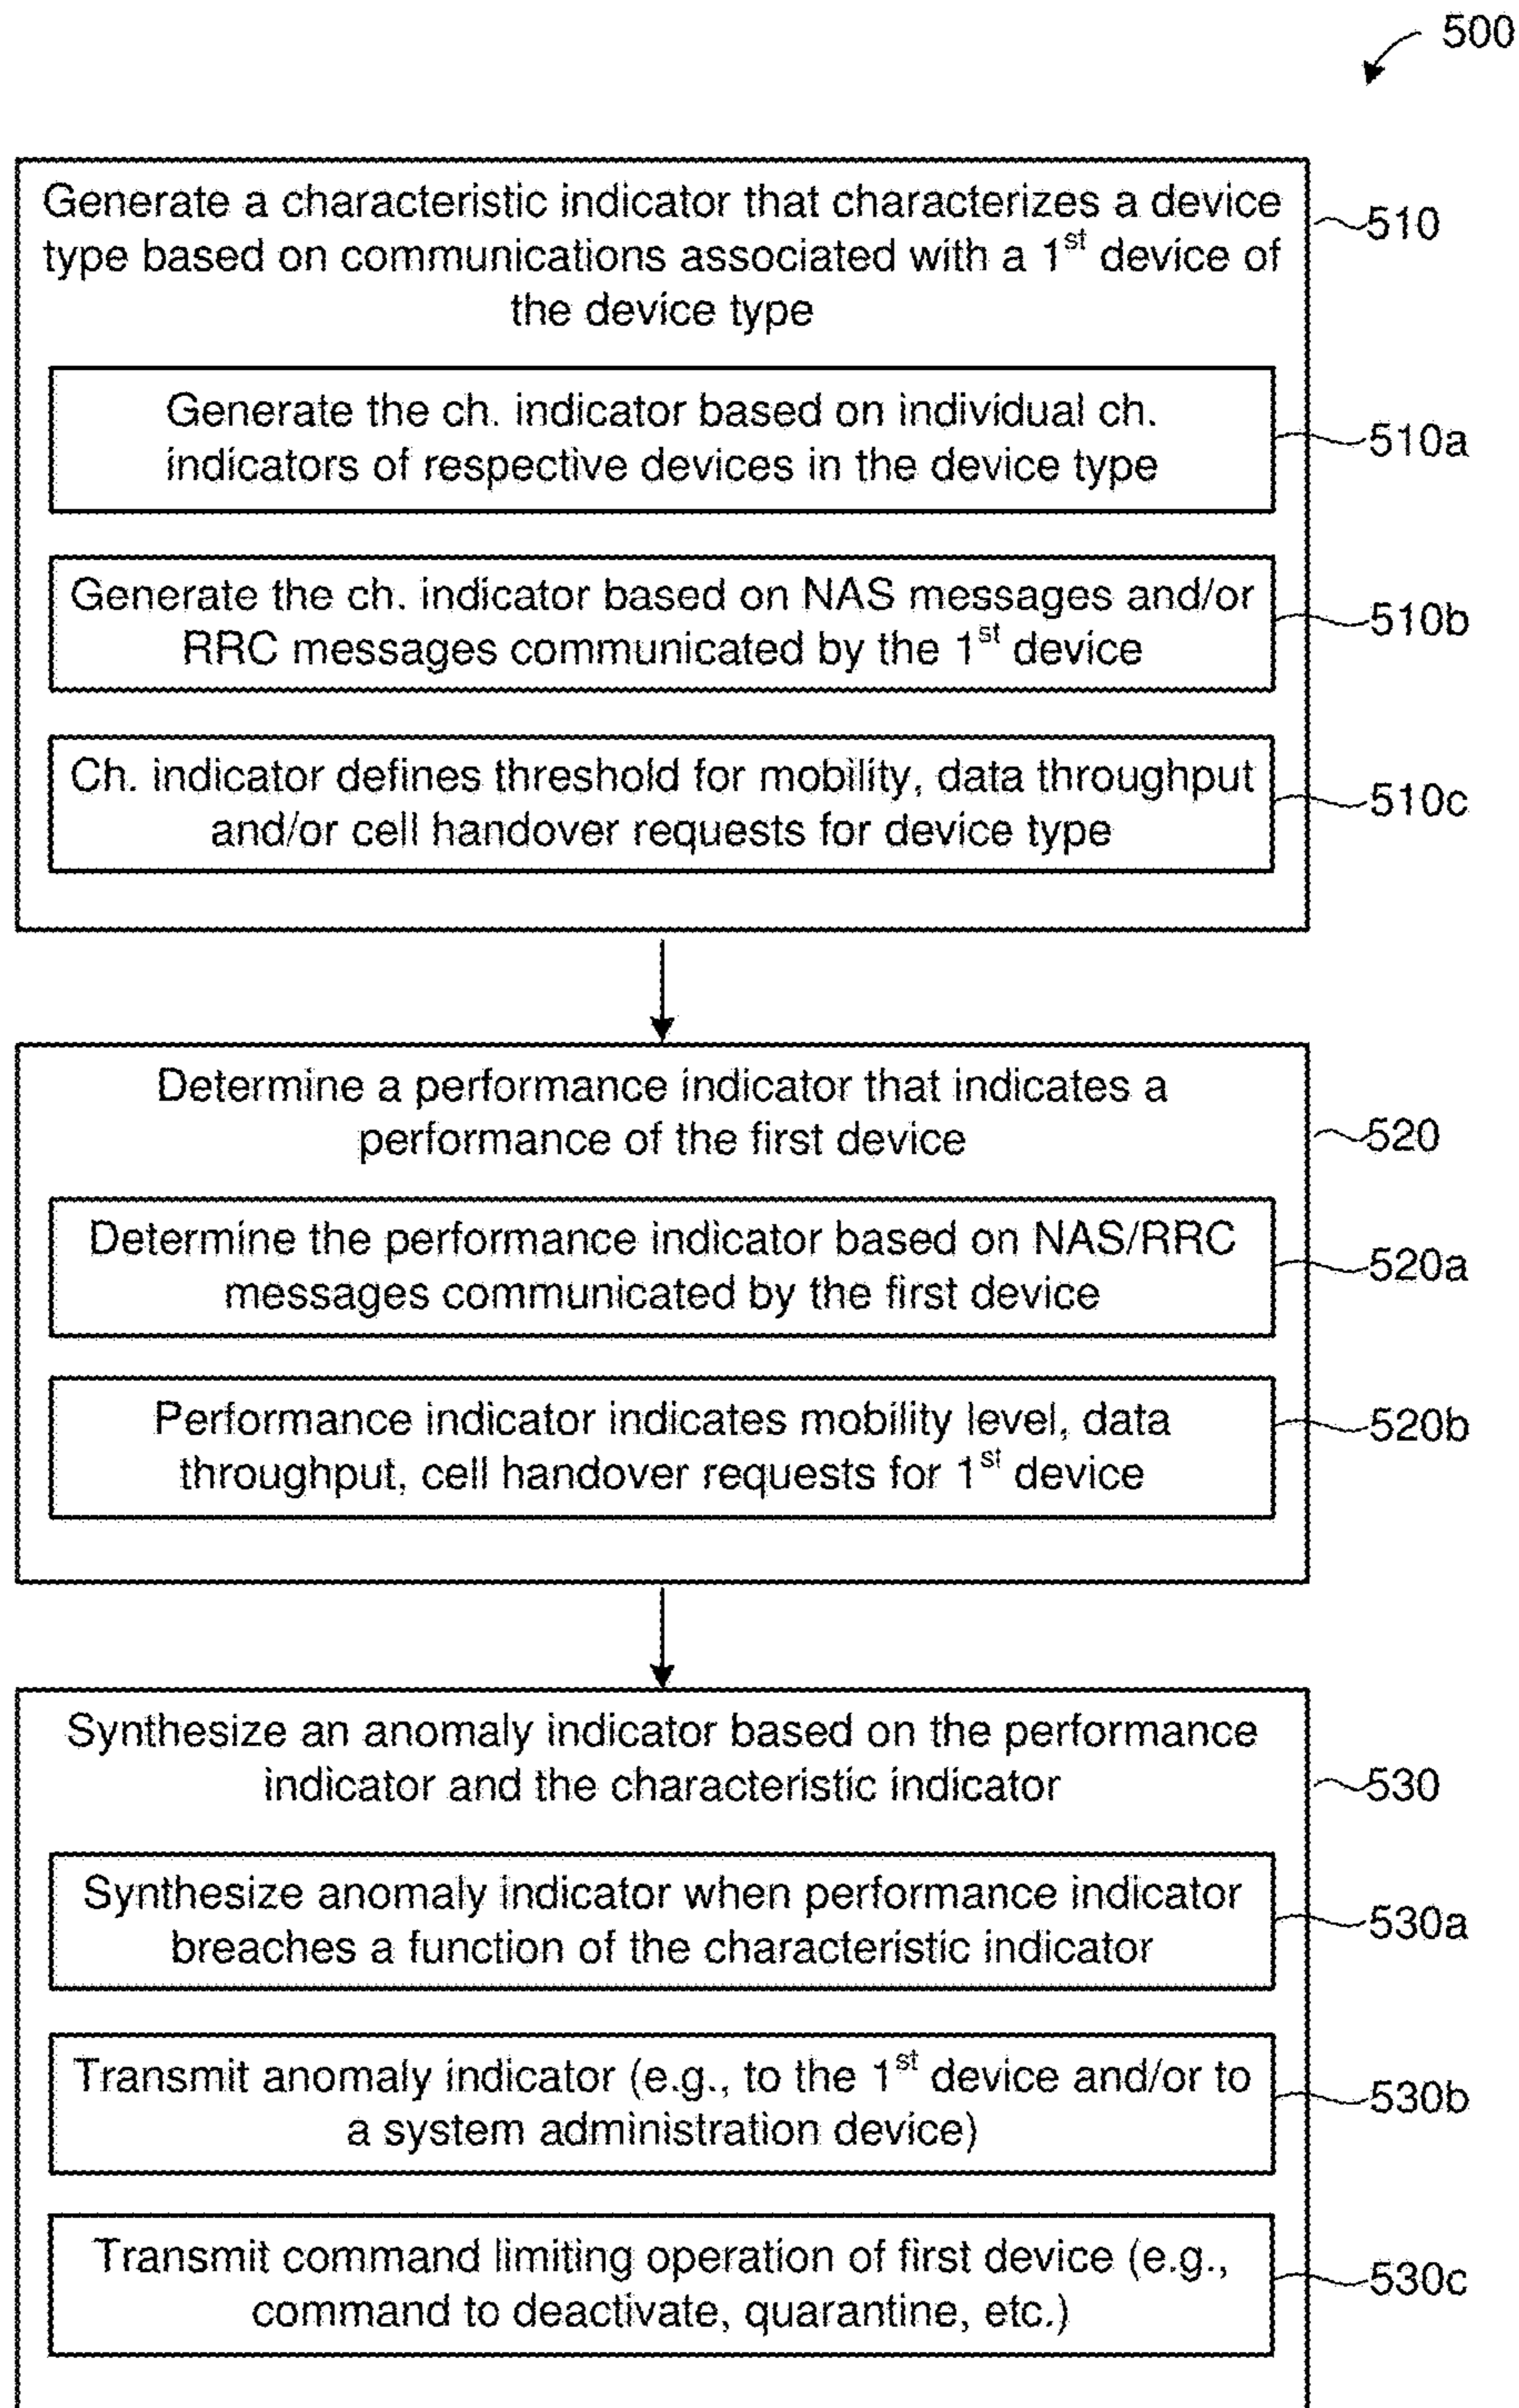 500
Generate a characteristic indicator that characterizes a device
type based on communications associated with a 1st device of
the device type
510
Generate the ch. indicator based on individual ch.
indicators of respective devices in the device type
510a
Generate the ch. indicator based on NAS messages and/or
RRC messages communicated by the 1st device
510b
Ch. indicator defines threshold for mobility, data throughput
and/or cell handover requests for device type
510c
Determine a performance indicator that indicates a
performance of the first device
520
Determine the performance indicator based on NAS/RRC
messages communicated by the first device
520a
Performance indicator indicates mobility level, data
throughput, cell handover requests for 1st device
520b
Synthesize an anomaly indicator based on the performance
indicator and the characteristic indicator
530
Synthesize anomaly indicator when performance indicator
breaches a function of the characteristic indicator
530a
Transmit anomaly indicator (e.g., to the 1st device and/or to
a system administration device)
530b
Transmit command limiting operation of first device (e.g.,
command to deactivate, quarantine, etc.)
530c